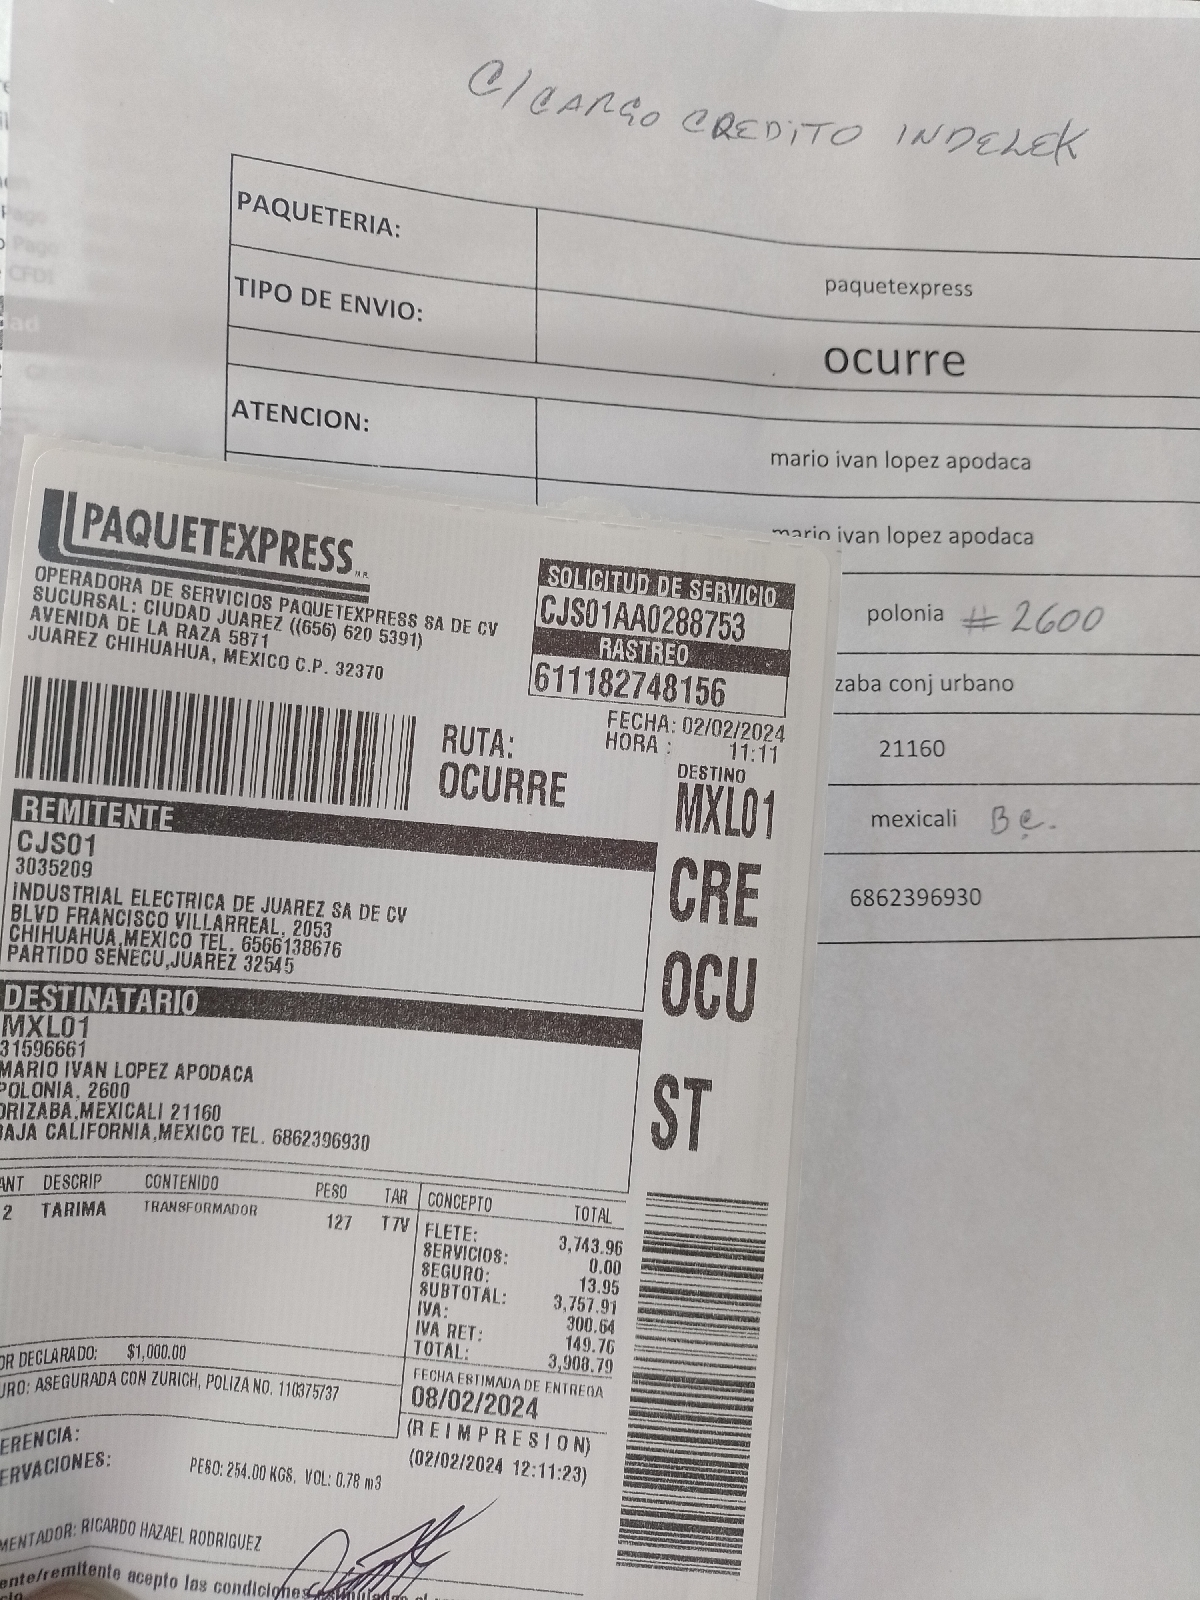 C/CARGO CREDITO INDELEK
PAQUETERIA:
paquetexpress
TIPO DE ENVIO:
ocurre
ATENCION:
mario ivan lopez apodaca
mario ivan lopez apodaca
polonia #2600
zaba conj urbano
21160
mexicali Bc.
6862396930
PAQUETEXPRESS M.R.
OPERADORA DE SERVICIOS PAQUETEXPRESS SA DE CV
SUCURSAL: CIUDAD JUAREZ ((656) 620 5391)
AVENIDA DE LA RAZA 5871
JUAREZ CHIHUAHUA, MEXICO C.P. 32370
SOLICITUD DE SERVICIO
CJS01AA0288753
RASTREO
611182748156
FECHA: 02/02/2024
HORA : 11:11
RUTA:
OCURRE
DESTINO
MXL01
CRE
OCU
ST
REMITENTE
CJS01
3035209
INDUSTRIAL ELECTRICA DE JUAREZ SA DE CV
BLVD FRANCISCO VILLARREAL, 2053
CHIHUAHUA,MEXICO TEL. 6566138676
PARTIDO SENECU,JUAREZ 32545
DESTINATARIO
MXL01
31596661
MARIO IVAN LOPEZ APODACA
POLONIA, 2600
ORIZABA,MEXICALI 21160
BAJA CALIFORNIA,MEXICO TEL. 6862396930
ANT DESCRIP CONTENIDO PESO TAR
2 TARIMA TRANSFORMADOR 127 T7V
CONCEPTO TOTAL
FLETE: 3,743.96
SERVICIOS: 0.00
SEGURO: 13.95
SUBTOTAL: 3,757.91
IVA: 300.64
IVA RET: 149.76
TOTAL: 3,908.79
OR DECLARADO: $1,000.00
URO: ASEGURADA CON ZURICH, POLIZA NO. 110375737
FECHA ESTIMADA DE ENTREGA
08/02/2024
(REIMPRESION)
(02/02/2024 12:11:23)
ERENCIA:
ERVACIONES:
PESO: 254.00 KGS, VOL: 0.78 m3
MENTADOR: RICARDO HAZAEL RODRIGUEZ
ente/remitente acepto las condiciones